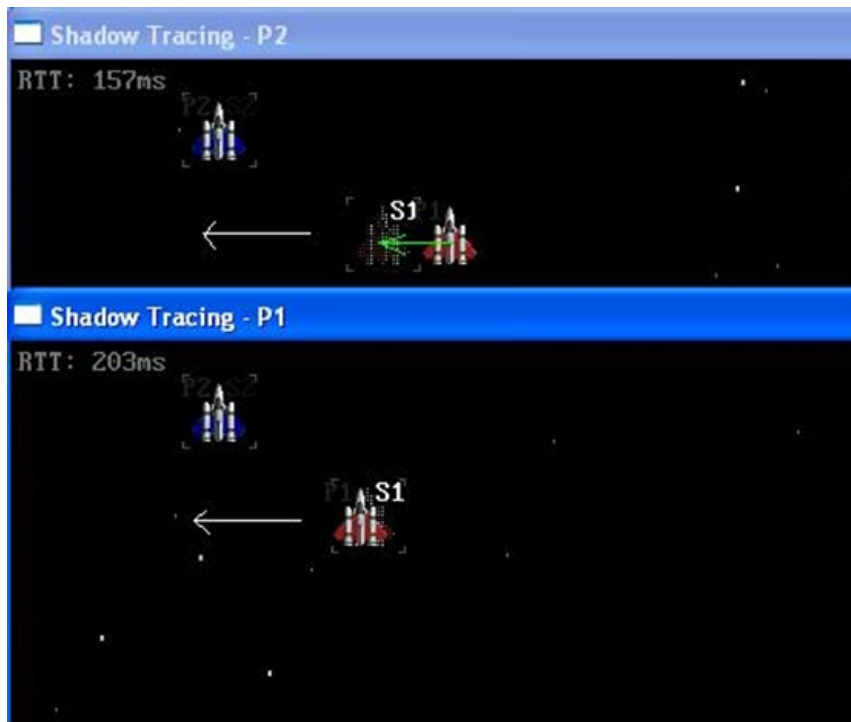 Shadow Tracing - P2
RTT: 157ms
P2 S2
S1 P1
Shadow Tracing - P1
RTT: 203ms
P2 S2
P1 S1